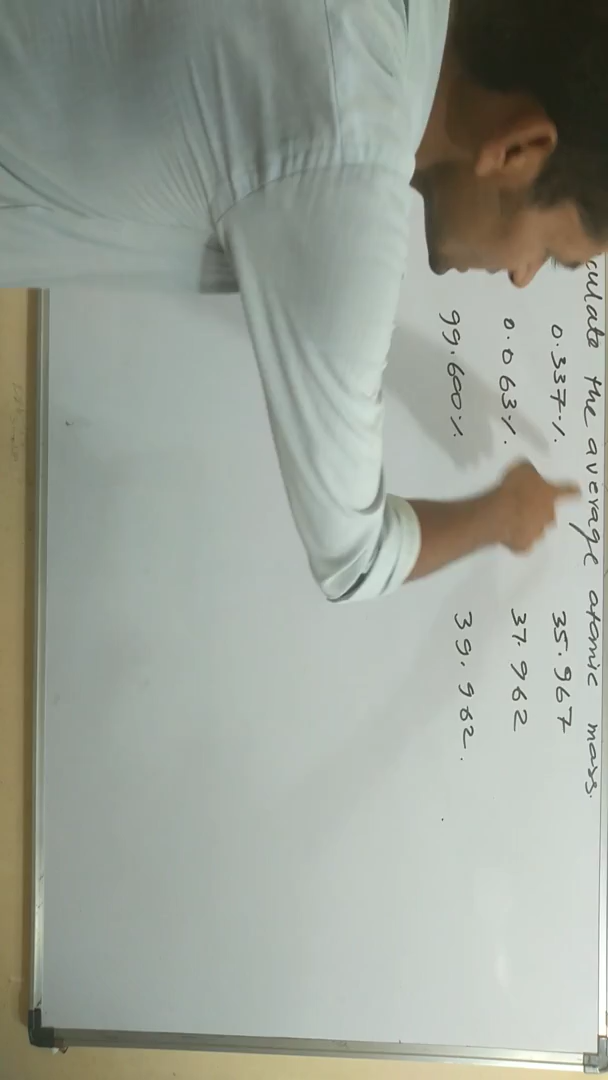 culate the average atomic mass.
0.337% 35.967
0.063% 37.962
99.600% 39.962.